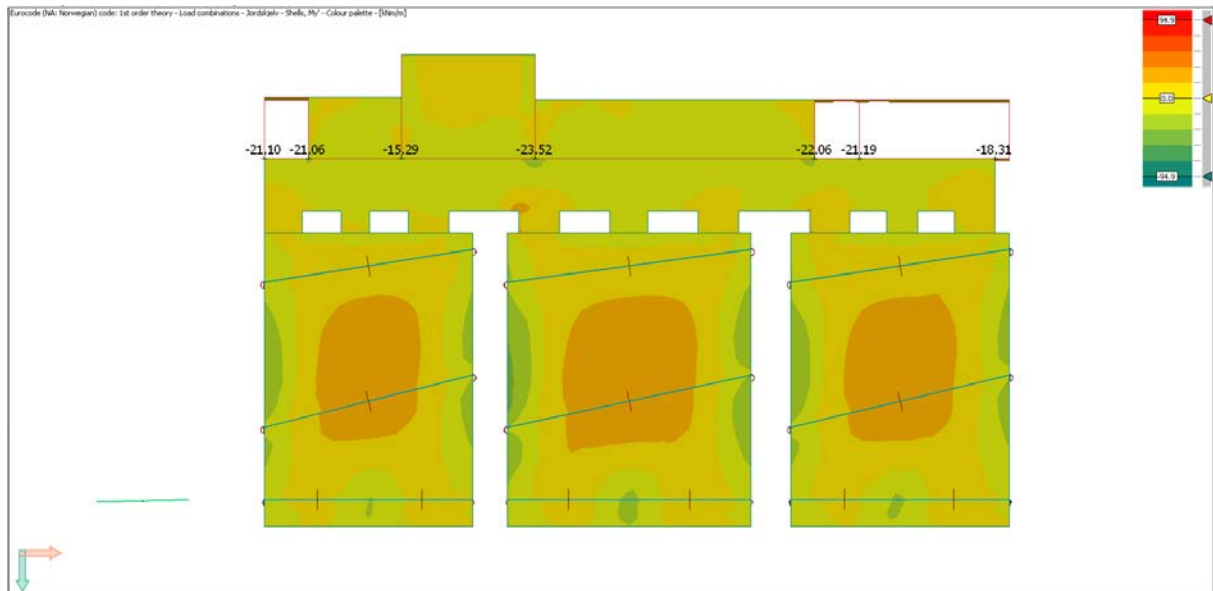 Eurocode (NA: Norwegian) code: 1st order theory - Load combinations - Jordskjelv - Shells, My' - Colour palette - [kNm/m]
94.9
0.0
-94.9
-21.10 -21.06 -15.29 -23.52 -22.06 -21.19 -18.31